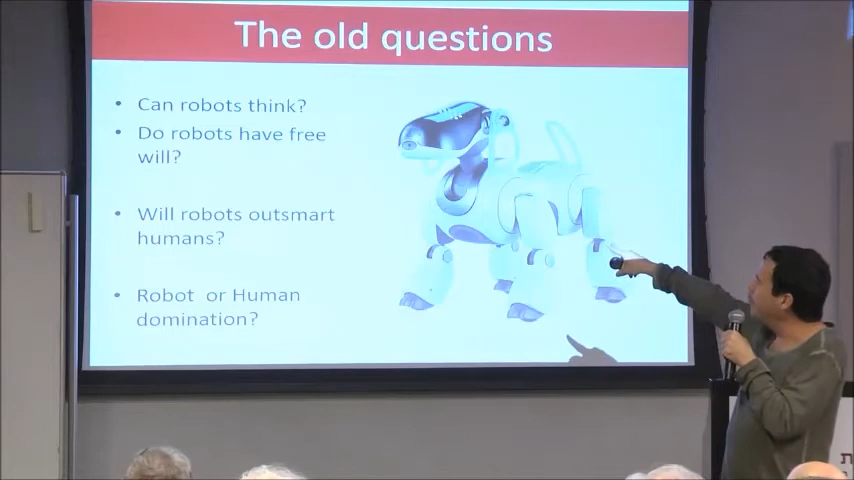 The old questions
• Can robots think?
• Do robots have free
will?
• Will robots outsmart
humans?
• Robot or Human
domination?